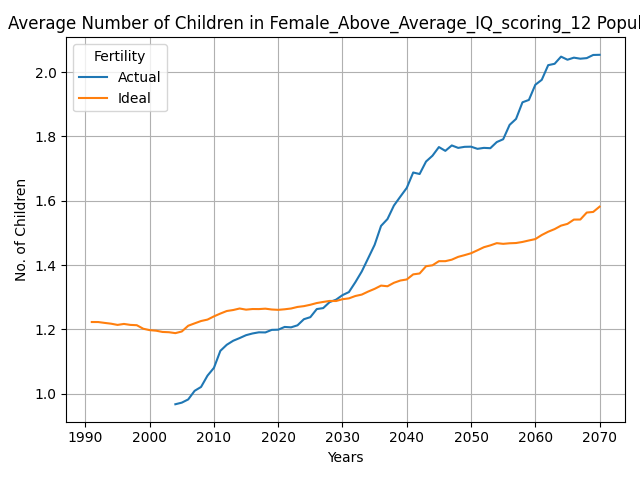 Average Number of Children in Female_Above_Average_IQ_scoring_12 Popul
Fertility
Actual
Ideal
No. of Children
2.0
1.8
1.6
1.4
1.2
1.0
1990 2000 2010 2020 2030 2040 2050 2060 2070
Years